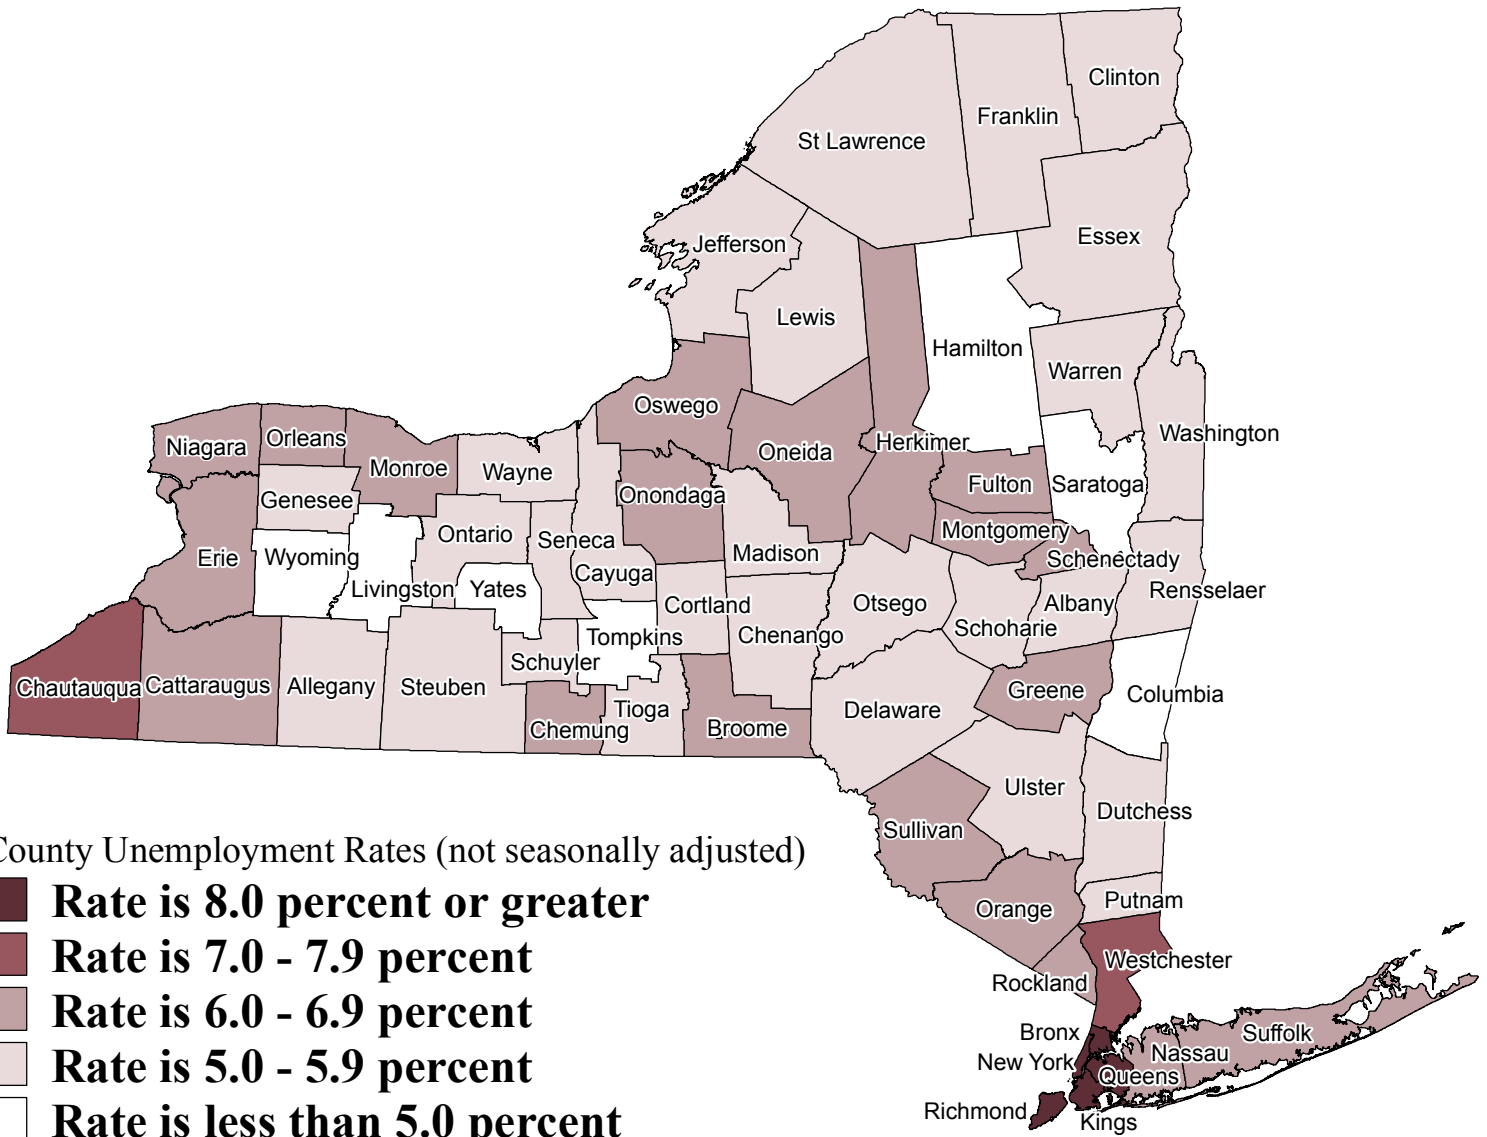 Clinton
Franklin
St Lawrence
Essex
Jefferson
Lewis
Hamilton
Warren
Oswego
Washington
Niagara
Orleans
Herkimer
Oneida
Monroe
Wayne
Fulton
Saratoga
Genesee
Onondaga
Montgomery
Ontario
Seneca
Madison
Erie
Wyoming
Schenectady
Cayuga
Livingston
Yates
Rensselaer
Cortland
Otsego
Albany
Schoharie
Chenango
Tompkins
Schuyler
Chautauqua
Cattaraugus
Allegany
Steuben
Greene
Columbia
Tioga
Delaware
Chemung
Broome
Ulster
Dutchess
Sullivan
County Unemployment Rates (not seasonally adjusted)
Rate is 8.0 percent or greater
Rate is 7.0 - 7.9 percent
Rate is 6.0 - 6.9 percent
Rate is 5.0 - 5.9 percent
Rate is less than 5.0 percent
Putnam
Orange
Westchester
Rockland
Bronx
Suffolk
Nassau
New York
Queens
Richmond
Kings